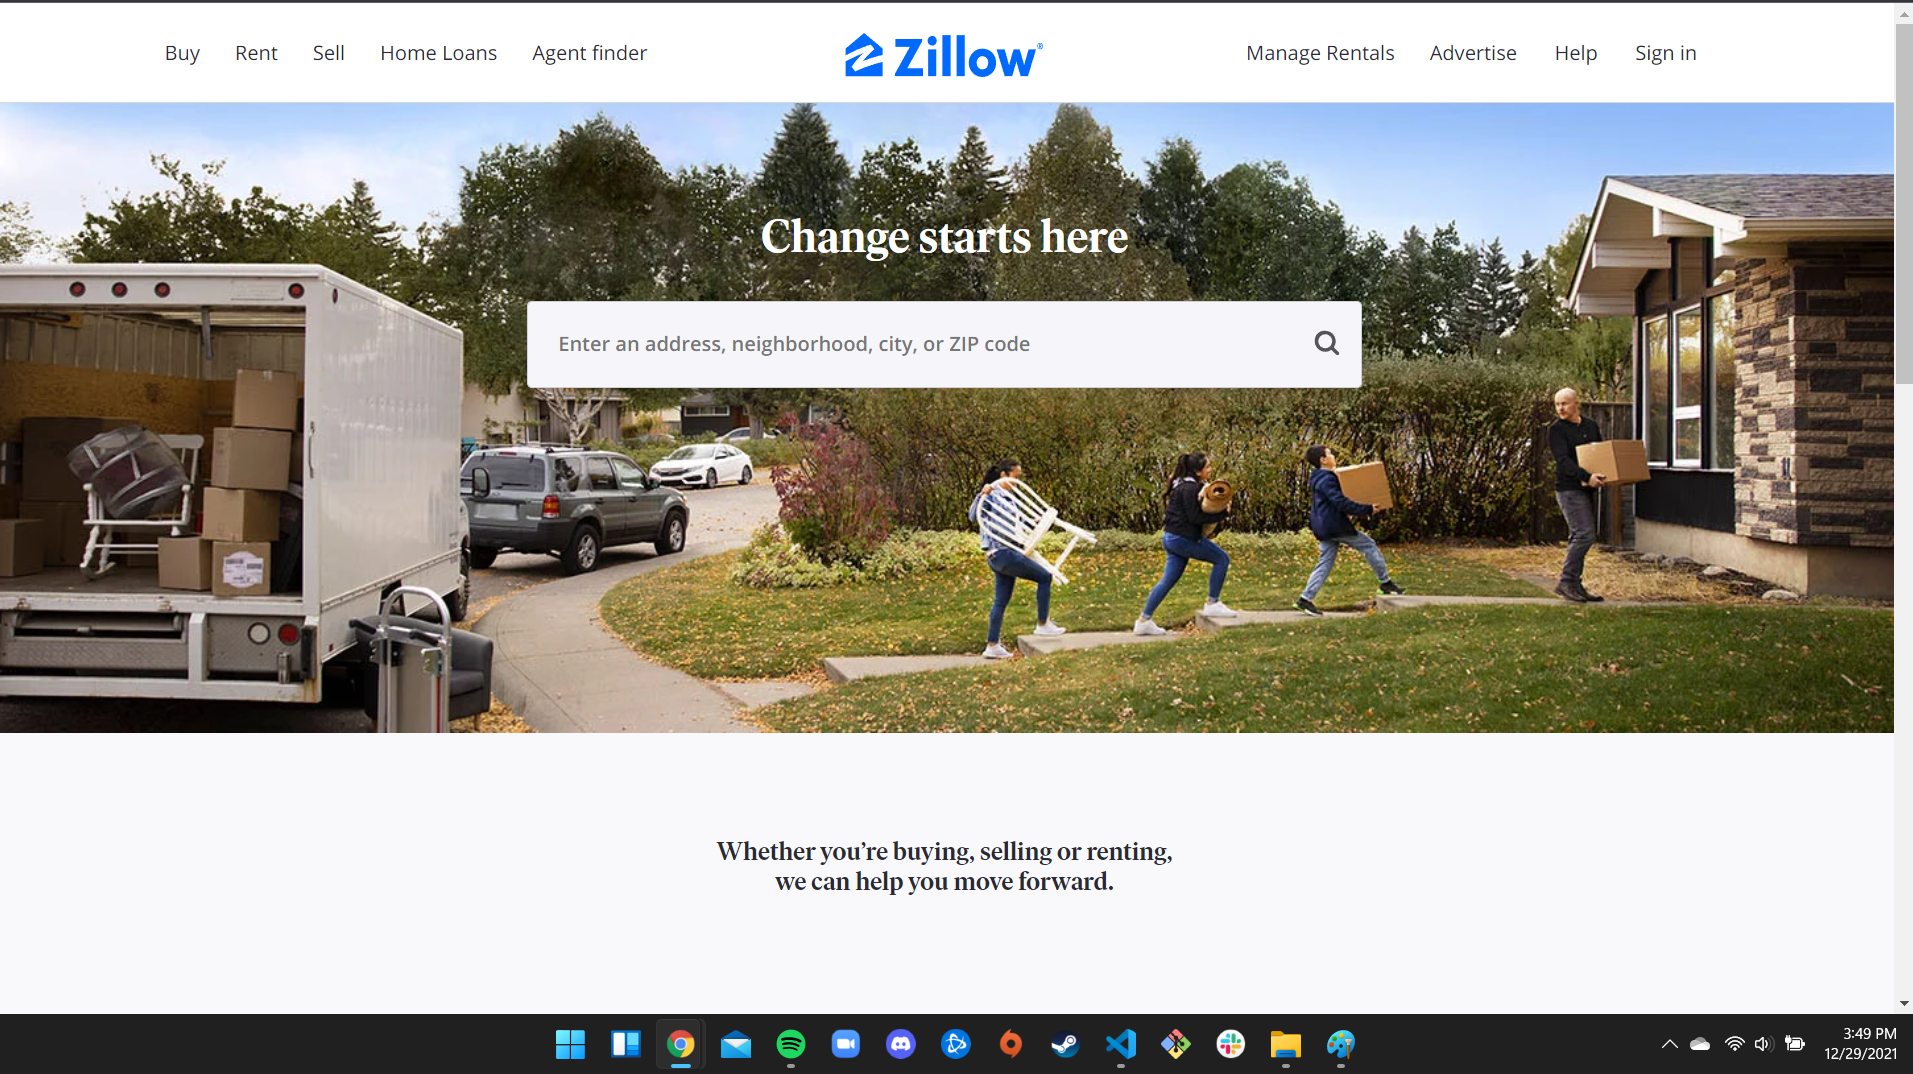 Buy Rent Sell Home Loans Agent finder Zillow® Manage Rentals Advertise Help Sign in
Change starts here
Enter an address, neighborhood, city, or ZIP code
Whether you're buying, selling or renting,
we can help you move forward.
3:49 PM
12/29/2021